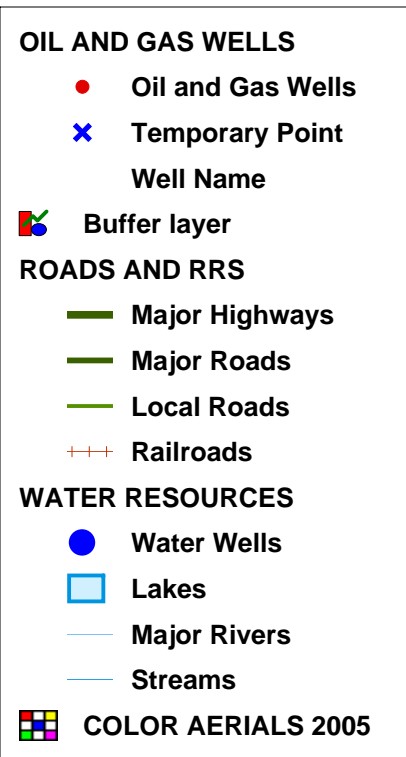 OIL AND GAS WELLS
Oil and Gas Wells
Temporary Point
Well Name
Buffer layer
ROADS AND RRS
Major Highways
Major Roads
Local Roads
Railroads
WATER RESOURCES
Water Wells
Lakes
Major Rivers
Streams
COLOR AERIALS 2005